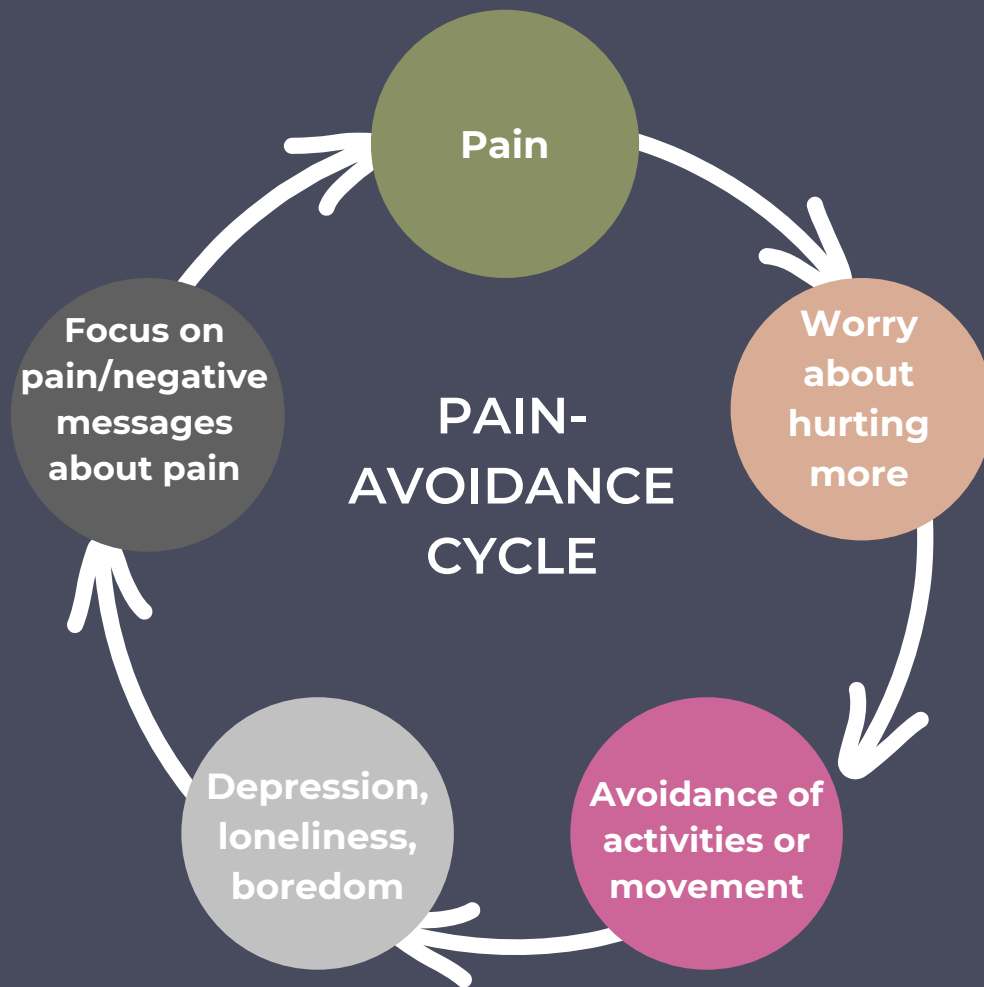 Pain
Worry
about
hurting
more
Avoidance of
activities or
movement
Depression,
loneliness,
boredom
Focus on
pain/negative
messages
about pain
PAIN-
AVOIDANCE
CYCLE